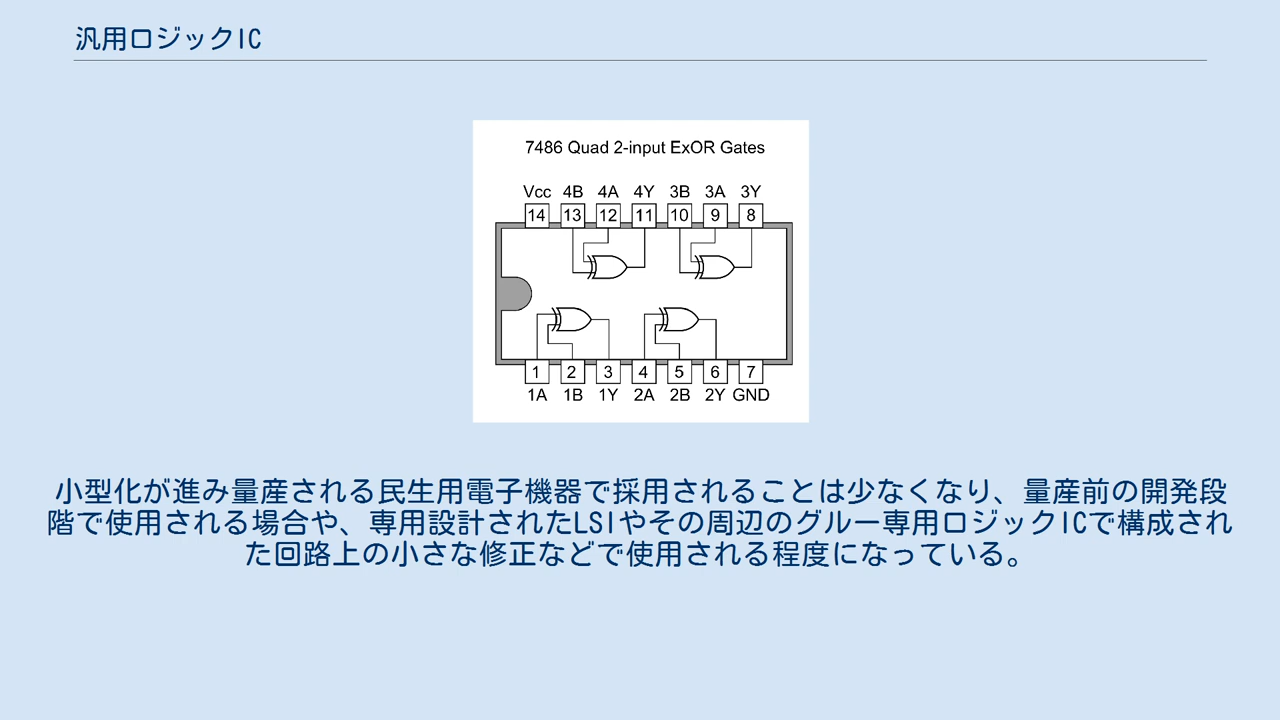 汎用ロジックIC
7486 Quad 2-input ExOR Gates
Vcc 4B 4A 4Y 3B 3A 3Y
14 13 12 11 10 9 8
1 2 3 4 5 6 7
1A 1B 1Y 2A 2B 2Y GND
小型化が進み量産される民生用電子機器で採用されることは少なくなり、量産前の開発段
階で使用される場合や、専用設計されたLSIやその周辺のグルー専用ロジックICで構成され
た回路上の小さな修正などで使用される程度になっている。